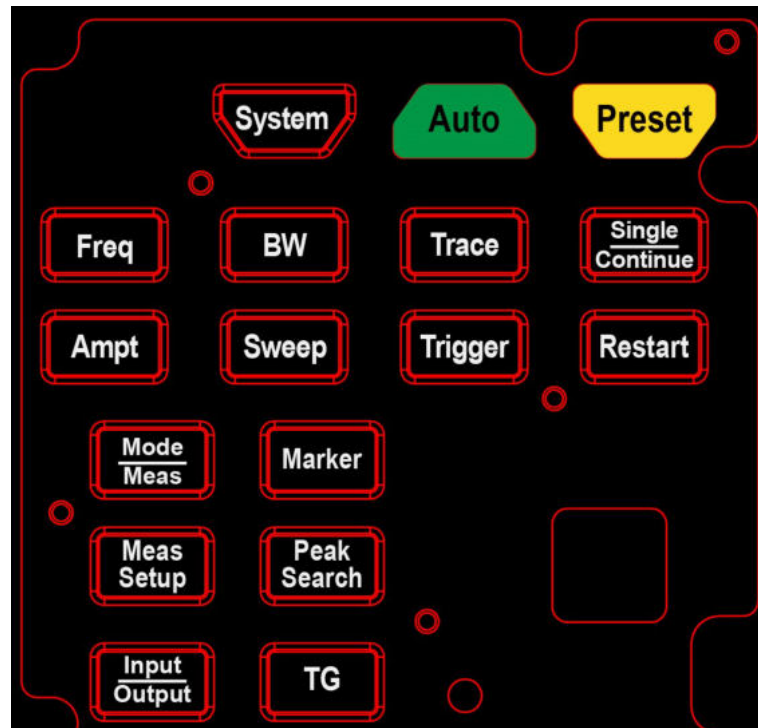 System
Auto
Preset
Freq
BW
Trace
Single
Continue
Ampt
Sweep
Trigger
Restart
Mode
Meas
Marker
Meas
Setup
Peak
Search
Input
Output
TG